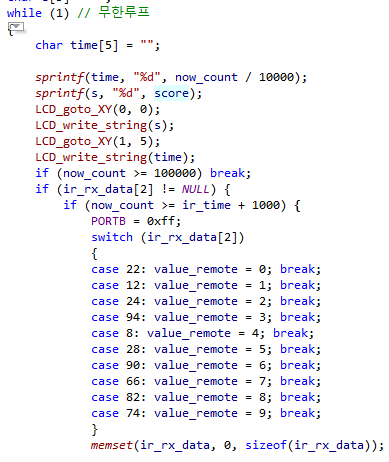 while (1) // 무한루프
{
char time[5] = "";
sprintf(time, "%d", now_count / 10000);
sprintf(s, "%d", score);
LCD_goto_XY(0, 0);
LCD_write_string(s);
LCD_goto_XY(1, 5);
LCD_write_string(time);
if (now_count >= 100000) break;
if (ir_rx_data[2] != NULL) {
if (now_count >= ir_time + 1000) {
PORTB = 0xff;
switch (ir_rx_data[2])
{
case 22: value_remote = 0; break;
case 12: value_remote = 1; break;
case 24: value_remote = 2; break;
case 94: value_remote = 3; break;
case 8: value_remote = 4; break;
case 28: value_remote = 5; break;
case 90: value_remote = 6; break;
case 66: value_remote = 7; break;
case 82: value_remote = 8; break;
case 74: value_remote = 9; break;
}
memset(ir_rx_data, 0, sizeof(ir_rx_data));